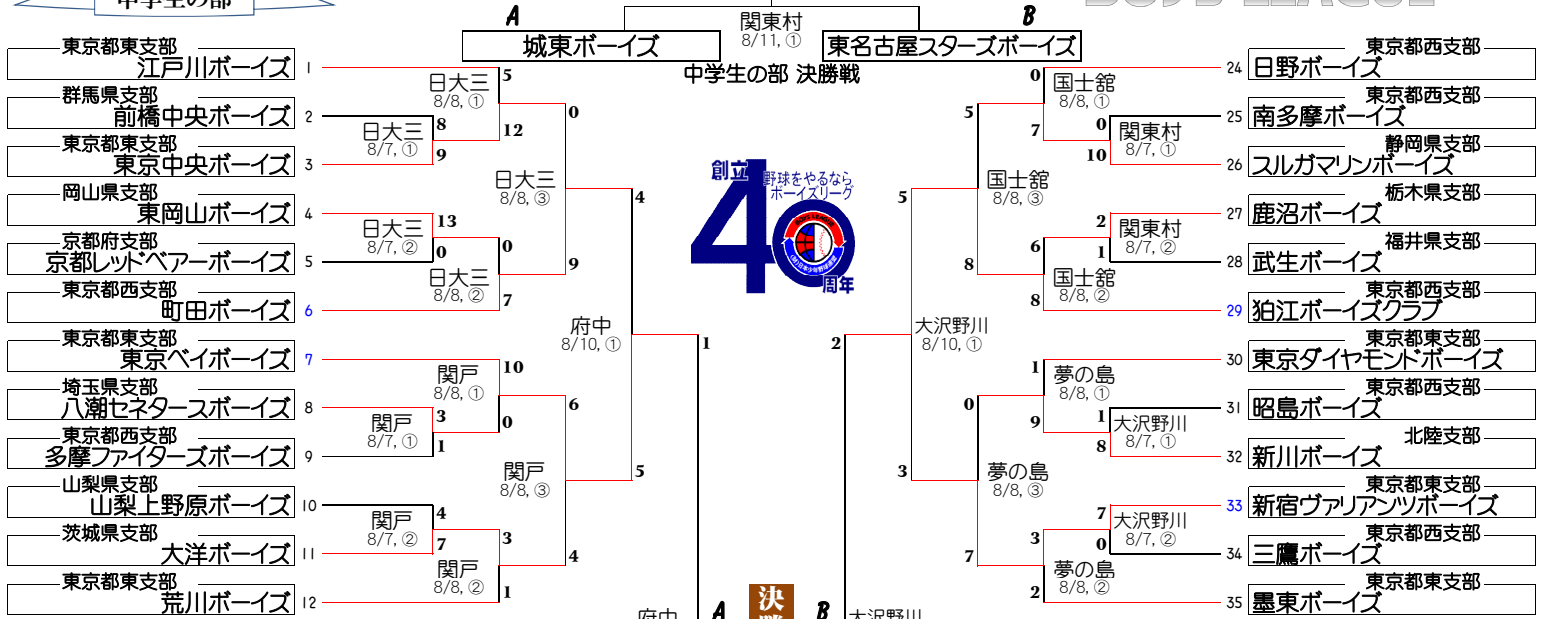 中学生の部
BOYS LEAGUE
A
B
関東村
8/11, ①
城東ボーイズ
東名古屋スターズボーイズ
中学生の部 決勝戦
東京都東支部
江戸川ボーイズ 1
群馬県支部
前橋中央ボーイズ 2
東京都東支部
東京中央ボーイズ 3
岡山県支部
東岡山ボーイズ 4
京都府支部
京都レッドベアーボーイズ 5
東京都西支部
町田ボーイズ 6
東京都東支部
東京ベイボーイズ 7
埼玉県支部
八潮セネタースボーイズ 8
東京都西支部
多摩ファイターズボーイズ 9
山梨県支部
山梨上野原ボーイズ 10
茨城県支部
大洋ボーイズ 11
東京都東支部
荒川ボーイズ 12
日大三
8/7, ①
8
9
日大三
8/7, ②
13
0
関戸
8/7, ①
3
1
関戸
8/7, ②
4
7
日大三
8/8, ①
5
12
日大三
8/8, ②
0
7
関戸
8/8, ①
10
0
関戸
8/8, ②
3
1
日大三
8/8, ③
0
9
関戸
8/8, ③
6
4
府中
8/10, ①
4
5
1
創立
40
周年
野球をやるなら
ボーイズリーグ
2
大沢野川
8/10, ①
5
3
国士舘
8/8, ③
5
8
夢の島
8/8, ③
0
7
国士舘
8/8, ①
0
7
国士舘
8/8, ②
6
8
夢の島
8/8, ①
1
9
夢の島
8/8, ②
3
2
関東村
8/7, ①
0
10
関東村
8/7, ②
2
1
大沢野川
8/7, ①
1
8
大沢野川
8/7, ②
7
0
東京都西支部
24 日野ボーイズ
東京都西支部
25 南多摩ボーイズ
静岡県支部
26 スルガマリンボーイズ
栃木県支部
27 鹿沼ボーイズ
福井県支部
28 武生ボーイズ
東京都西支部
29 狛江ボーイズクラブ
東京都東支部
30 東京ダイヤモンドボーイズ
東京都西支部
31 昭島ボーイズ
北陸支部
32 新川ボーイズ
東京都東支部
33 新宿ヴァリアンツボーイズ
東京都西支部
34 三鷹ボーイズ
東京都東支部
35 墨東ボーイズ
府中
A
決
B
大沢野川